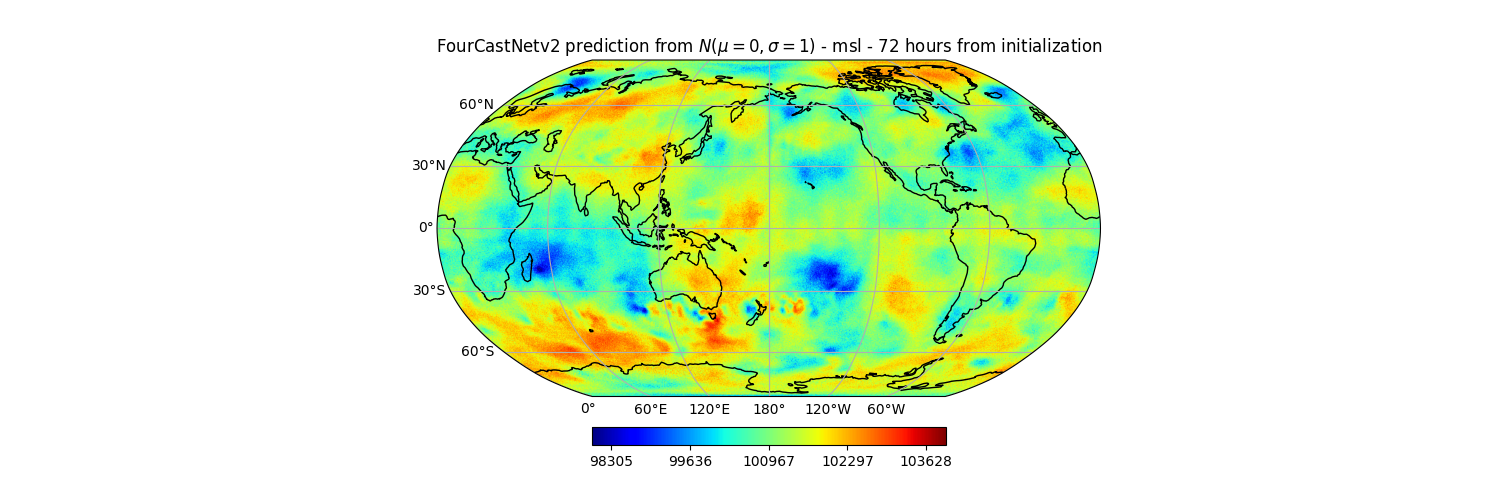 FourCastNetv2 prediction from N(μ = 0, σ = 1) - msl - 72 hours from initialization
60°N
30°N
0°
30°S
60°S
0° 60°E 120°E 180° 120°W 60°W
98305 99636 100967 102297 103628